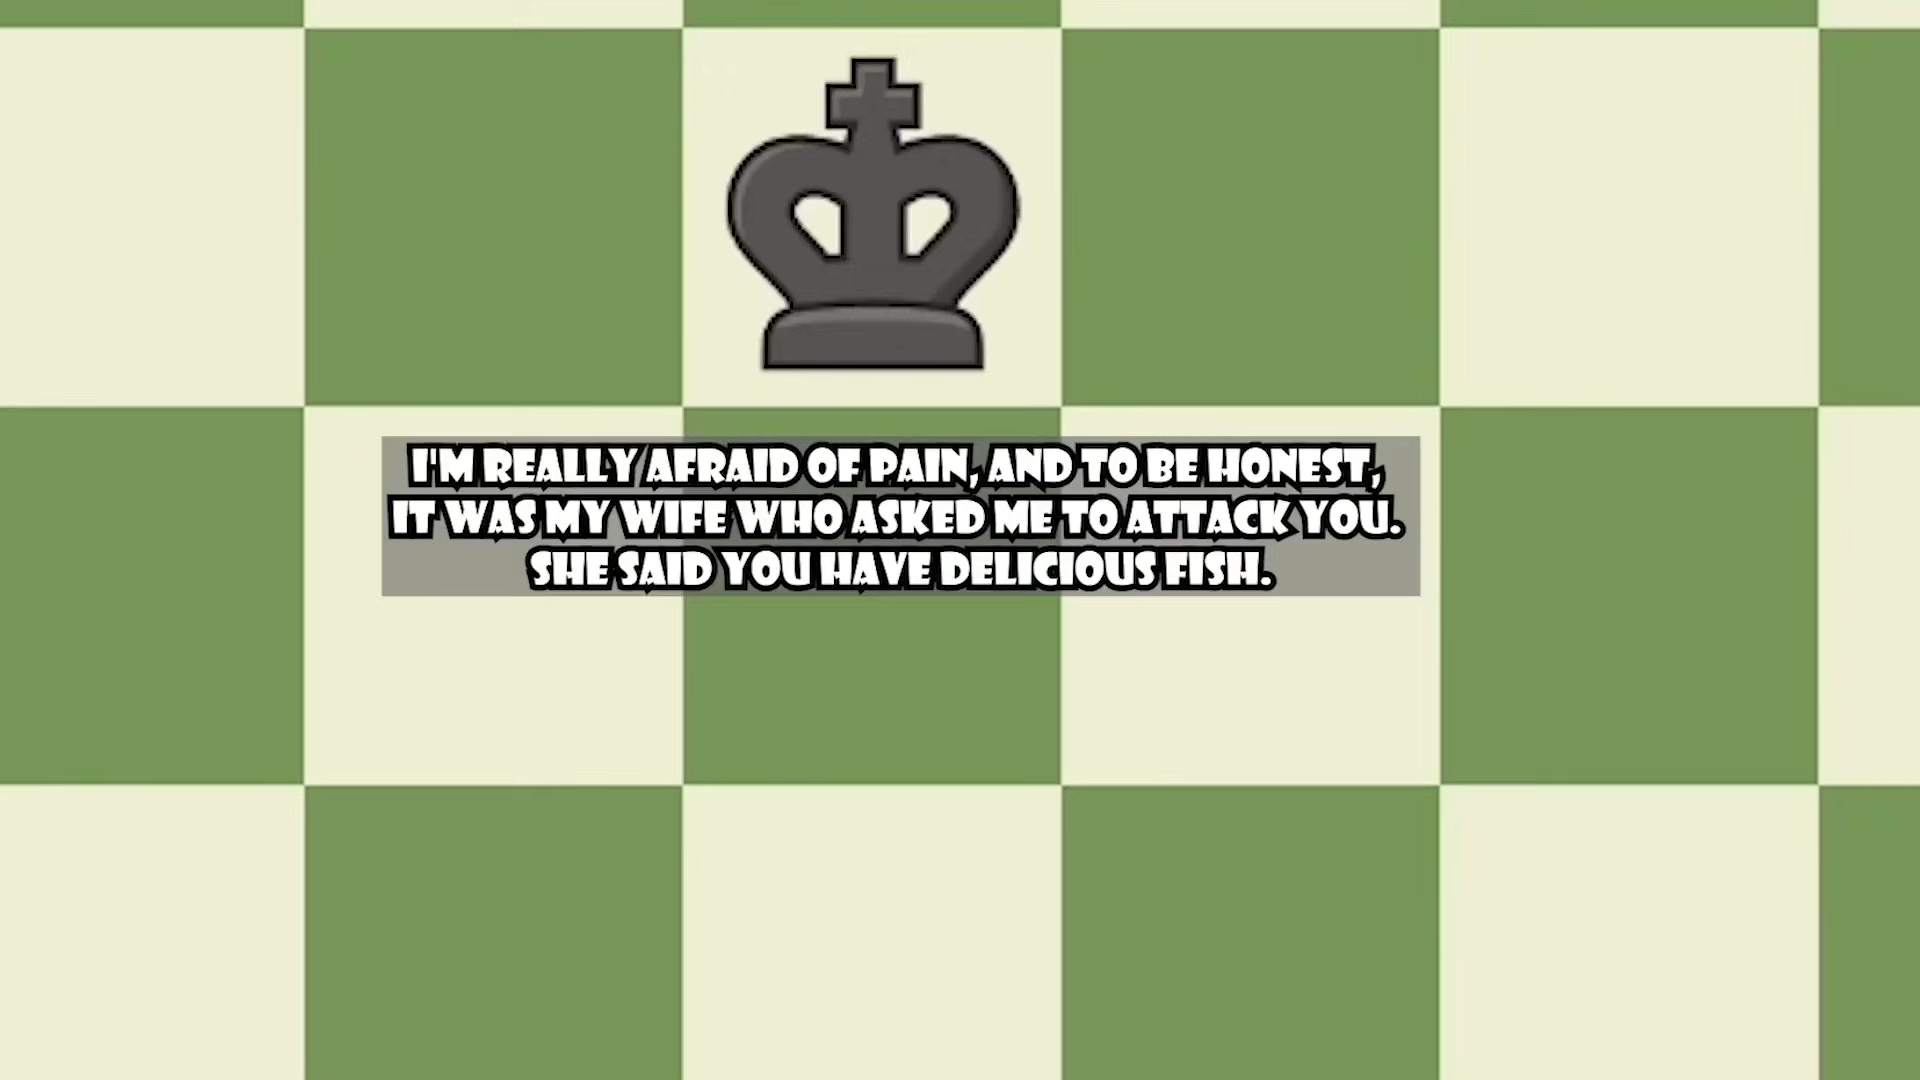 I'M REALLY AFRAID OF PAIN, AND TO BE HONEST,
IT WAS MY WIFE WHO ASKED ME TO ATTACK YOU.
SHE SAID YOU HAVE DELICIOUS FISH.